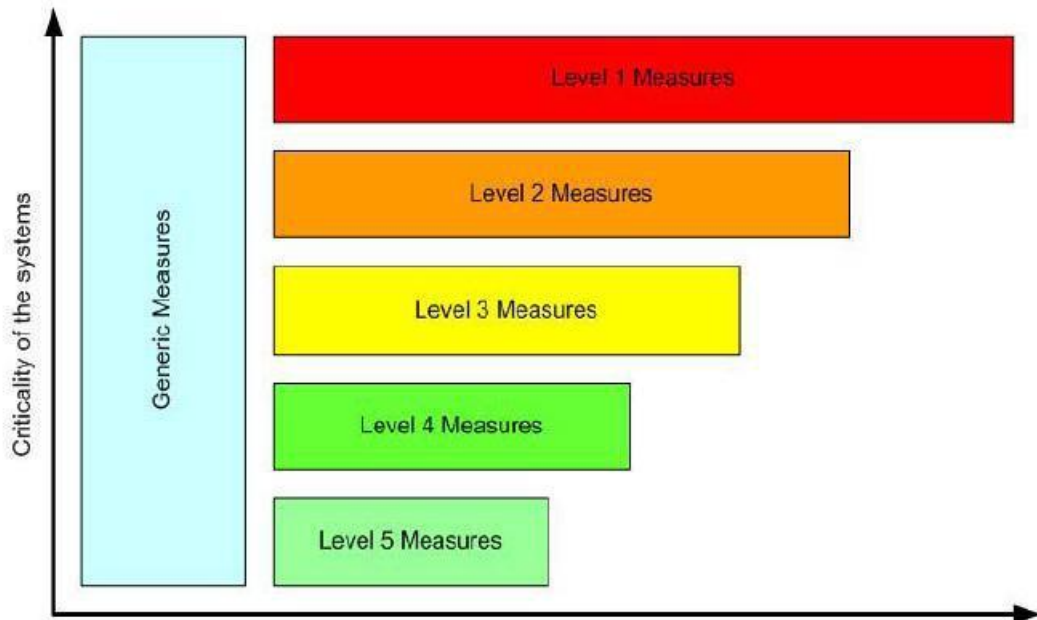 Criticality of the systems
Generic Measures
Level 1 Measures
Level 2 Measures
Level 3 Measures
Level 4 Measures
Level 5 Measures